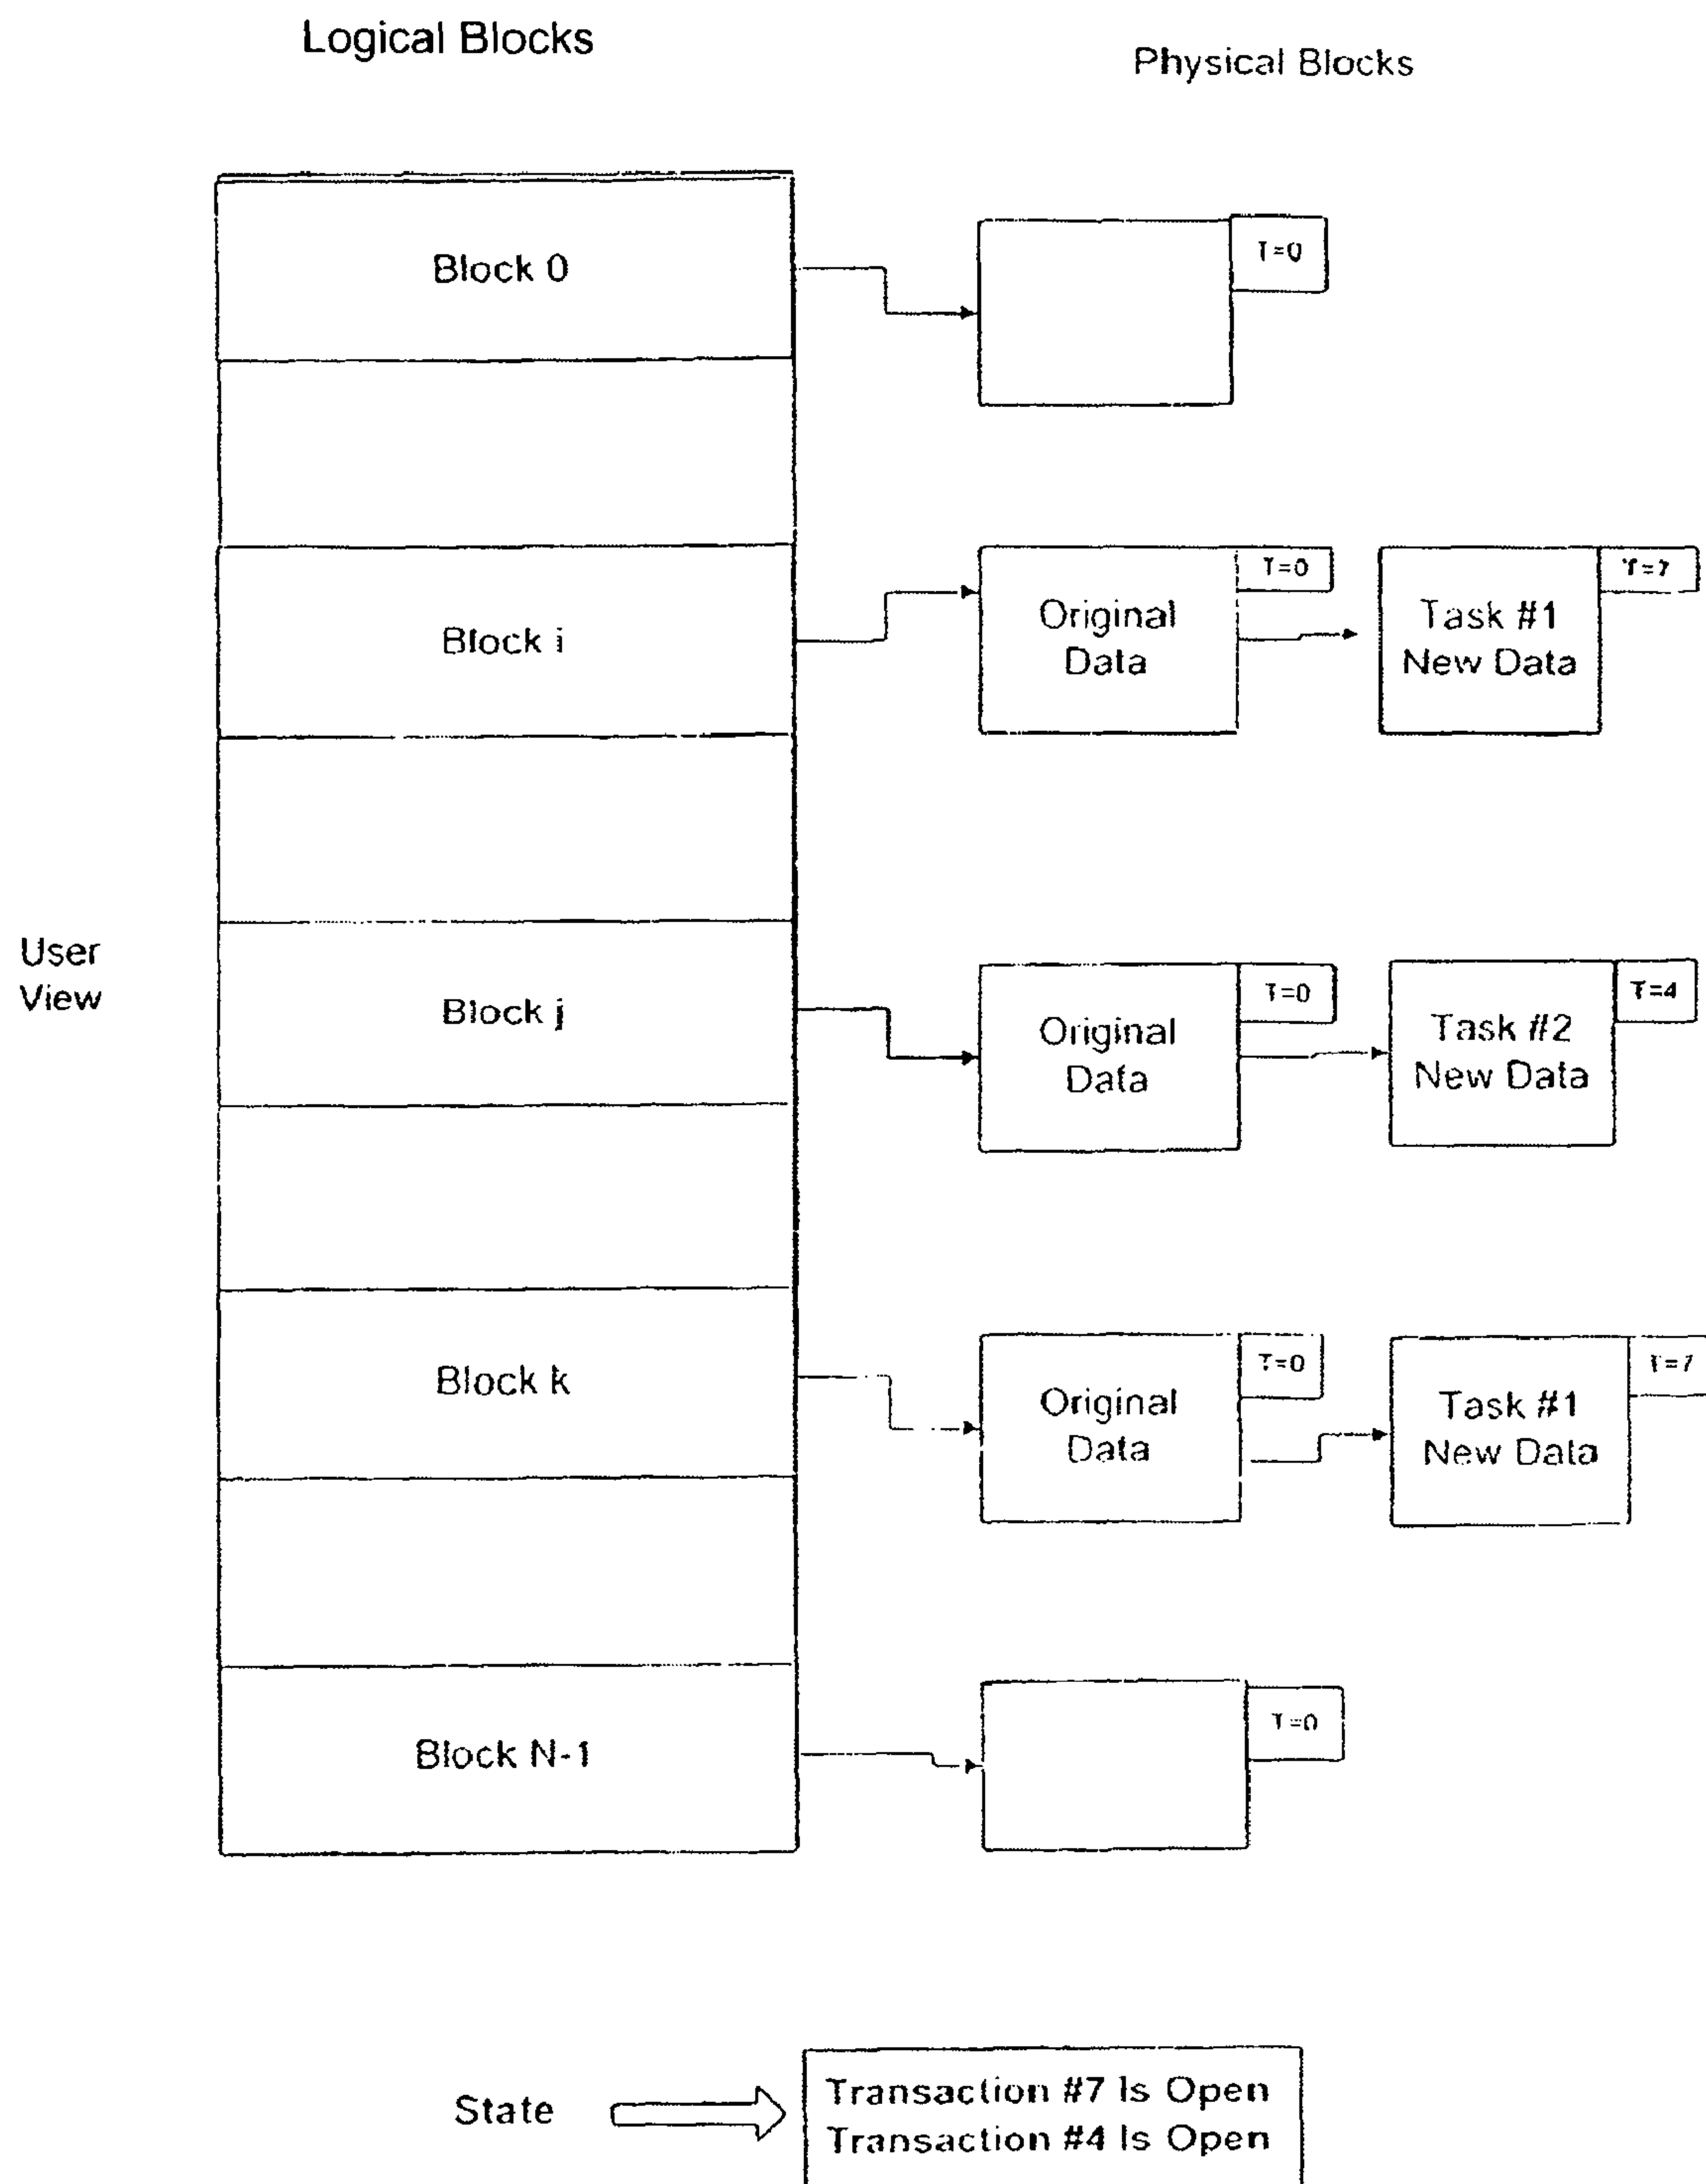 Logical Blocks
Physical Blocks
Block 0
T=0
Block i
T=0
Original
Data
T=7
Task #1
New Data
User
View
Block j
T=0
Original
Data
T=4
Task #2
New Data
Block k
T=0
Original
Data
T=7
Task #1
New Data
Block N-1
T=0
State
Transaction #7 Is Open
Transaction #4 Is Open